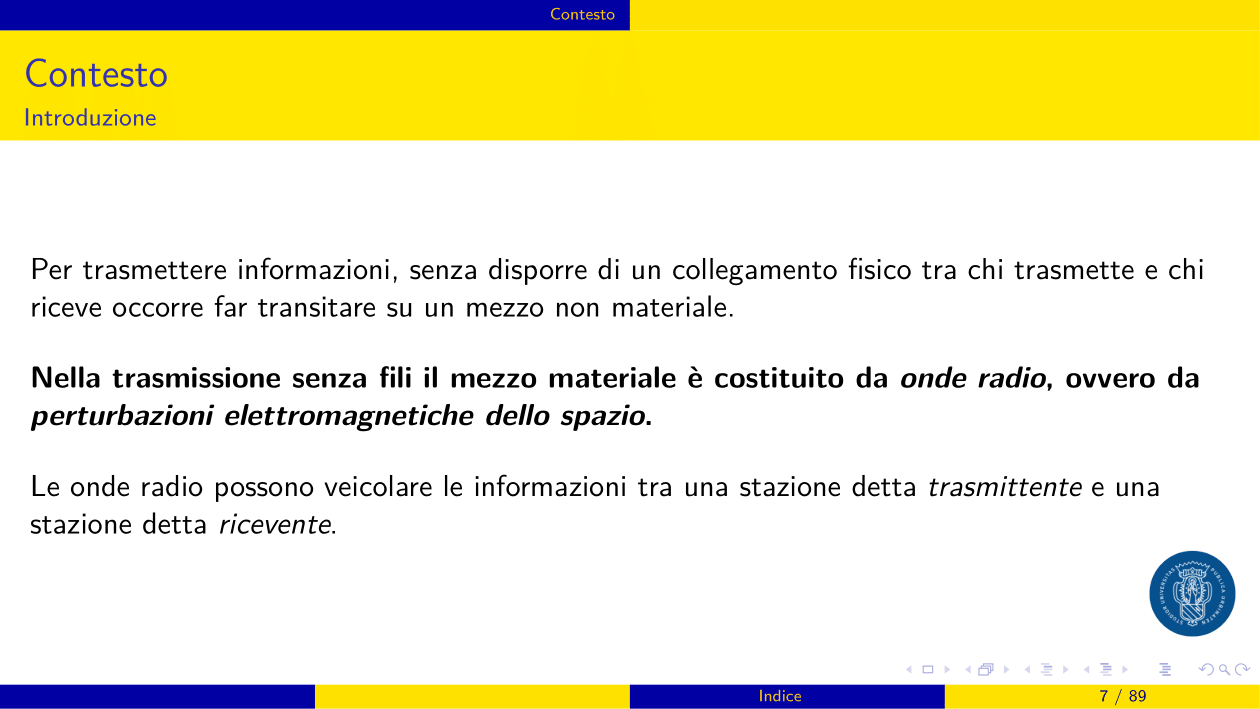 Contesto
Contesto
Introduzione
Per trasmettere informazioni, senza disporre di un collegamento fisico tra chi trasmette e chi
riceve occorre far transitare su un mezzo non materiale.
Nella trasmissione senza fili il mezzo materiale è costituito da onde radio, ovvero da
perturbazioni elettromagnetiche dello spazio.
Le onde radio possono veicolare le informazioni tra una stazione detta trasmittente e una
stazione detta ricevente.
Indice
7 / 89